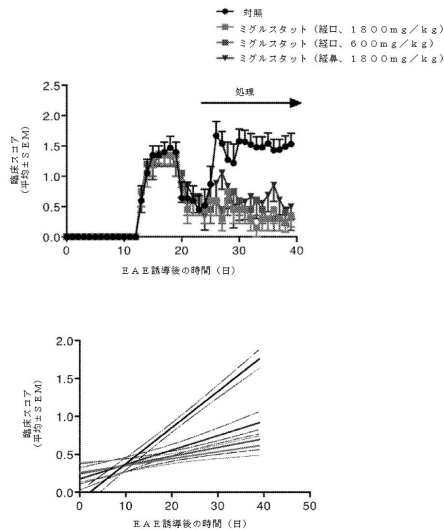 対照
ミグルスタット（経口、１８００ｍｇ／ｋｇ）
ミグルスタット（経口、６００ｍｇ／ｋｇ）
ミグルスタット（経鼻、１８００ｍｇ／ｋｇ）
処理
臨床スコア
（平均±ＳＥＭ）
2.5
2.0
1.5
1.0
0.5
0.0
0 10 20 30 40
ＥＡＥ誘導後の時間（日）
臨床スコア
（平均±ＳＥＭ）
2.0
1.5
1.0
0.5
0.0
0 10 20 30 40 50
ＥＡＥ誘導後の時間（日）